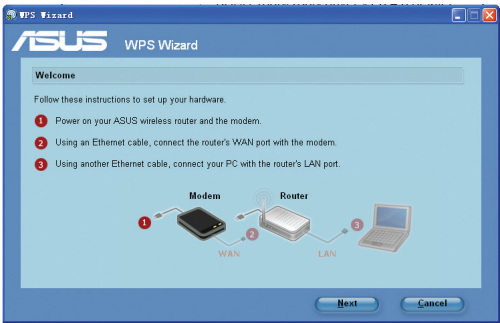 WPS Wizard
ASUS WPS Wizard
Welcome
Follow these instructions to set up your hardware.
1 Power on your ASUS wireless router and the modem.
2 Using an Ethernet cable, connect the router's WAN port with the modem.
3 Using another Ethernet cable, connect your PC with the router's LAN port.
Modem Router
1 2 3
WAN LAN
Next Cancel